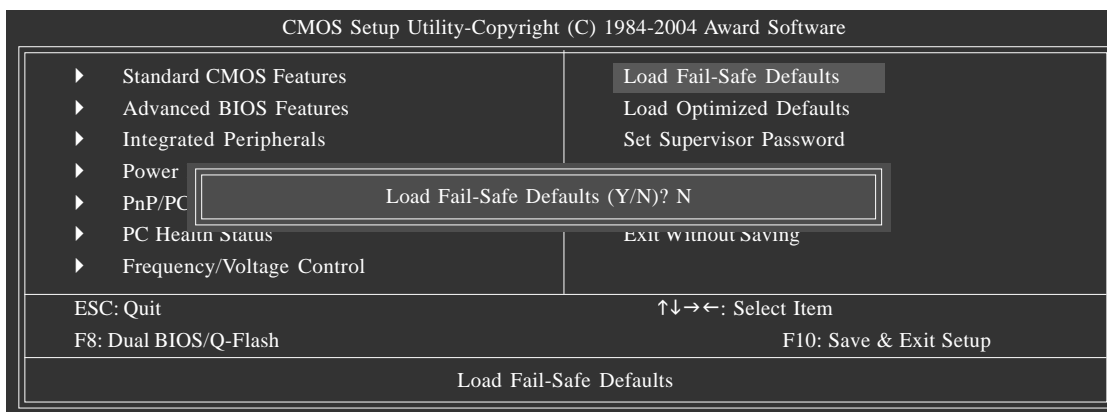 CMOS Setup Utility-Copyright (C) 1984-2004 Award Software
Standard CMOS Features
Advanced BIOS Features
Integrated Peripherals
Power
PnP/PC
PC Health Status
Frequency/Voltage Control
Load Fail-Safe Defaults
Load Optimized Defaults
Set Supervisor Password
Exit Without Saving
Load Fail-Safe Defaults (Y/N)? N
ESC: Quit
↑↓→←: Select Item
F8: Dual BIOS/Q-Flash
F10: Save & Exit Setup
Load Fail-Safe Defaults